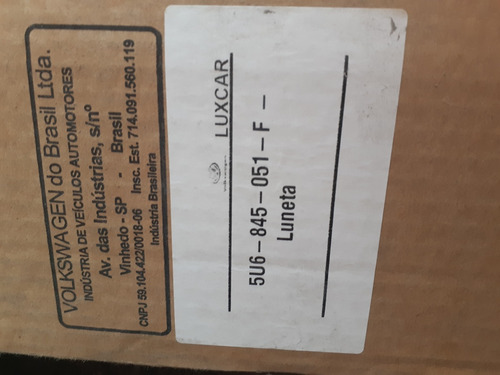 VOLKSWAGEN do Brasil Ltda.
INDÚSTRIA DE VEÍCULOS AUTOMOTORES
Av. das Indústrias, s/nº
Vinhedo - SP - Brasil
CNPJ 59.104.422/0018-06 Insc. Est. 714.091.560.119
Indústria Brasileira
LUXCAR
5U6-845-051-F-
Luneta